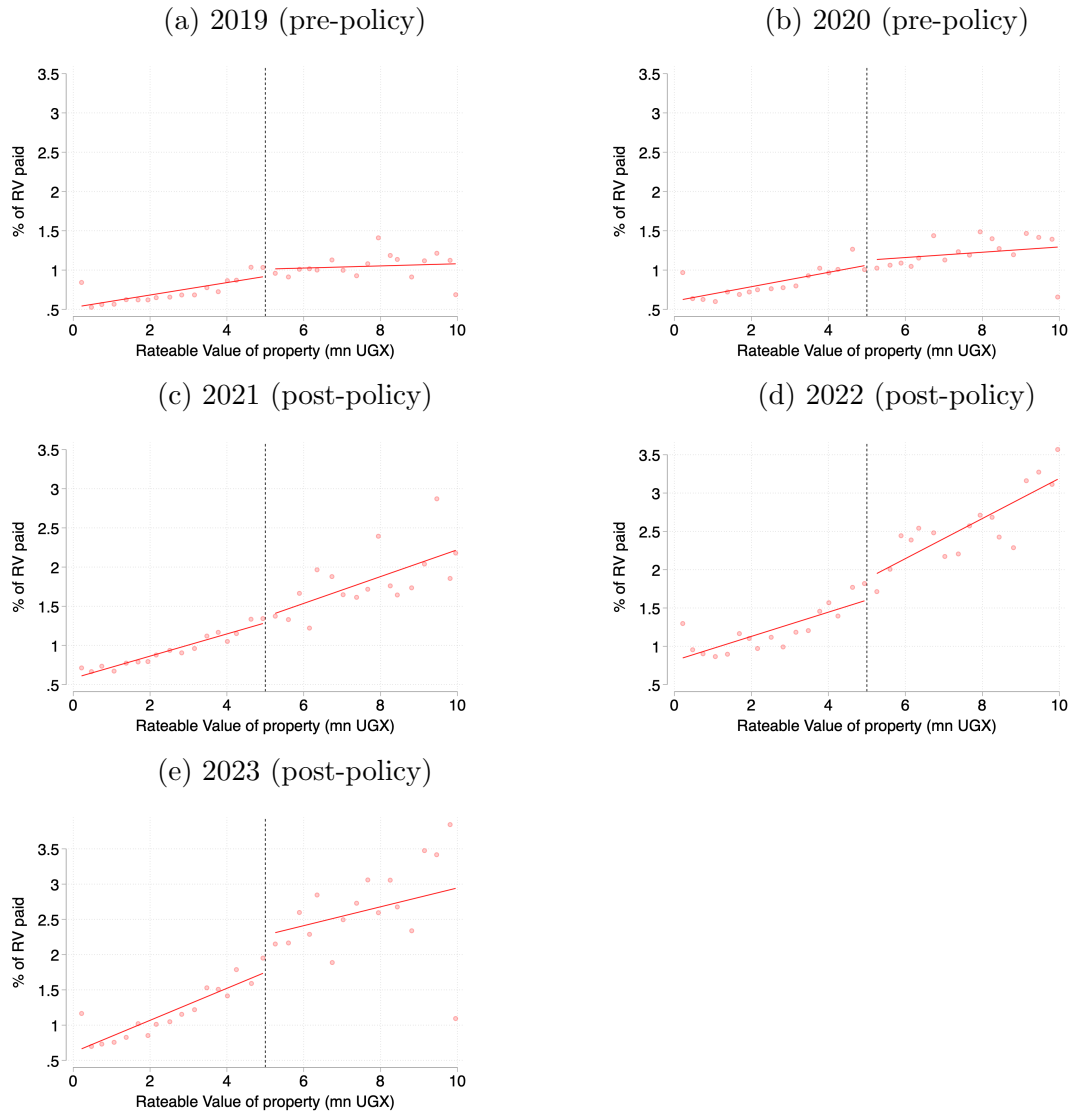 (a) 2019 (pre-policy)
3.5
3
2.5
2
1.5
1
.5
% of RV paid
0 2 4 6 8 10
Rateable Value of property (mn UGX)
(b) 2020 (pre-policy)
3.5
3
2.5
2
1.5
1
.5
% of RV paid
0 2 4 6 8 10
Rateable Value of property (mn UGX)
(c) 2021 (post-policy)
3.5
3
2.5
2
1.5
1
.5
% of RV paid
0 2 4 6 8 10
Rateable Value of property (mn UGX)
(d) 2022 (post-policy)
3.5
3
2.5
2
1.5
1
.5
% of RV paid
0 2 4 6 8 10
Rateable Value of property (mn UGX)
(e) 2023 (post-policy)
3.5
3
2.5
2
1.5
1
.5
% of RV paid
0 2 4 6 8 10
Rateable Value of property (mn UGX)